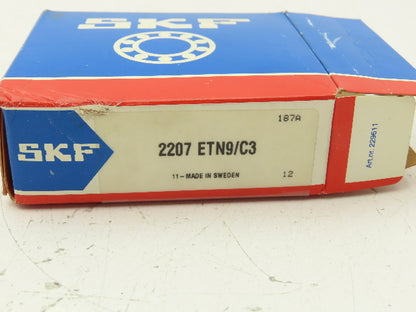 SKF
187A
SKF
2207 ETN9/C3
11-MADE IN SWEDEN
12
Art.nr. 229611